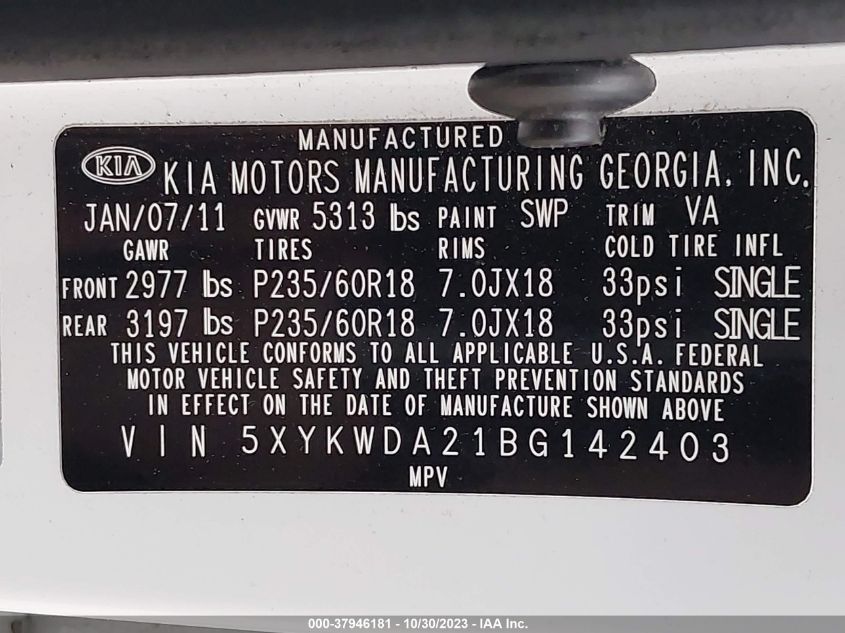 MANUFACTURED
KIA KIA MOTORS MANUFACTURING GEORGIA, INC.
JAN/07/11 GVWR 5313 lbs PAINT SWP TRIM VA
GAWR TIRES RIMS COLD TIRE INFL
FRONT 2977 lbs P235/60R18 7.0JX18 33psi SINGLE
REAR 3197 lbs P235/60R18 7.0JX18 33psi SINGLE
THIS VEHICLE CONFORMS TO ALL APPLICABLE U.S.A. FEDERAL
MOTOR VEHICLE SAFETY AND THEFT PREVENTION STANDARDS
IN EFFECT ON THE DATE OF MANUFACTURE SHOWN ABOVE
VIN 5XYKWDA21BG142403
MPV
000-37946181 - 10/30/2023 - IAA Inc.